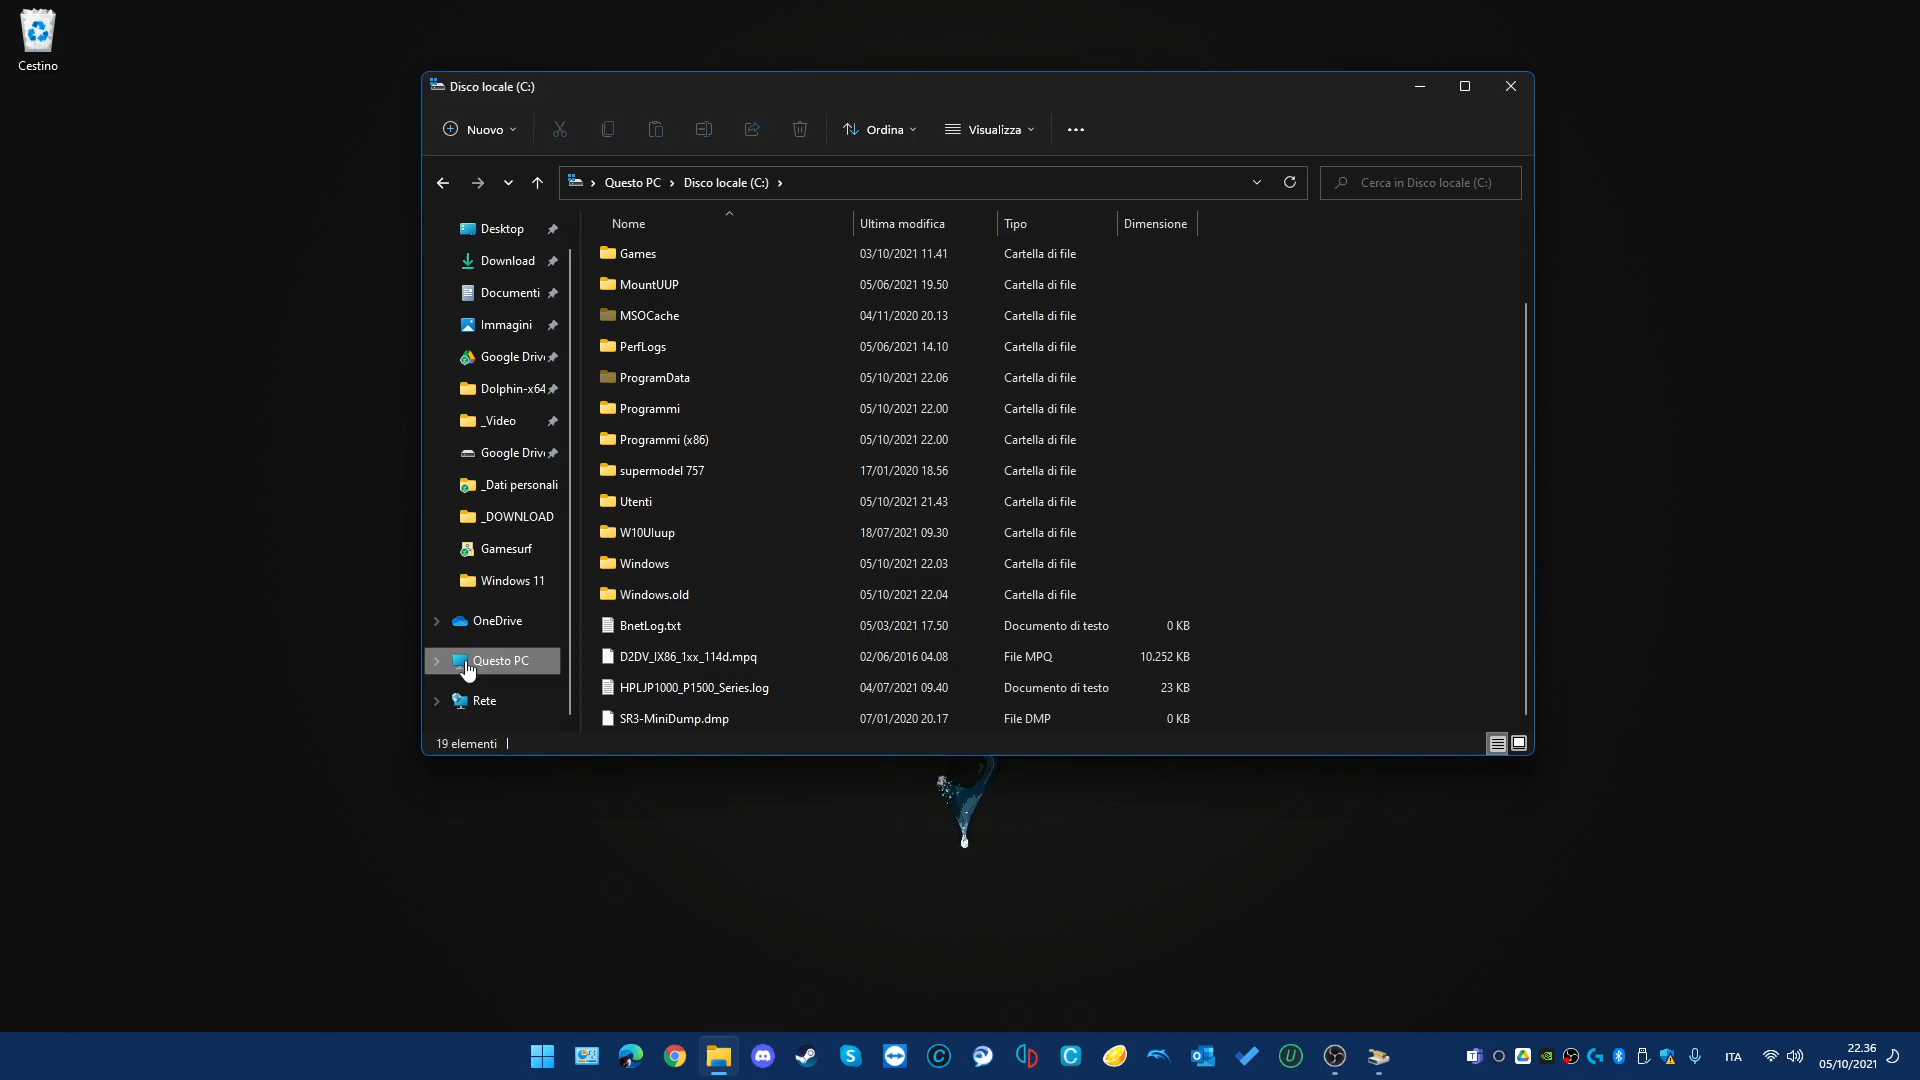 Cestino
Disco locale (C:)
Nuovo
Ordina
Visualizza
Questo PC > Disco locale (C:) >
Cerca in Disco locale (C:)
Nome Ultima modifica Tipo Dimensione
Desktop
Download
Documenti
Immagini
Google Driv
Dolphin-x64
_Video
Google Driv
_Dati personali
_DOWNLOAD
Gamesurf
Windows 11
OneDrive
Questo PC
Rete
Games 03/10/2021 11.41 Cartella di file
MountUUP 05/06/2021 19.50 Cartella di file
MSOCache 04/11/2020 20.13 Cartella di file
PerfLogs 05/06/2021 14.10 Cartella di file
ProgramData 05/10/2021 22.06 Cartella di file
Programmi 05/10/2021 22.00 Cartella di file
Programmi (x86) 05/10/2021 22.00 Cartella di file
supermodel 757 17/01/2020 18.56 Cartella di file
Utenti 05/10/2021 21.43 Cartella di file
W10UIuup 18/07/2021 09.30 Cartella di file
Windows 05/10/2021 22.03 Cartella di file
Windows.old 05/10/2021 22.04 Cartella di file
BnetLog.txt 05/03/2021 17.50 Documento di testo 0 KB
D2DV_IX86_1xx_114d.mpq 02/06/2016 04.08 File MPQ 10.252 KB
HPLJP1000_P1500_Series.log 04/07/2021 09.40 Documento di testo 23 KB
SR3-MiniDump.dmp 07/01/2020 20.17 File DMP 0 KB
19 elementi
ITA
22.36
05/10/2021